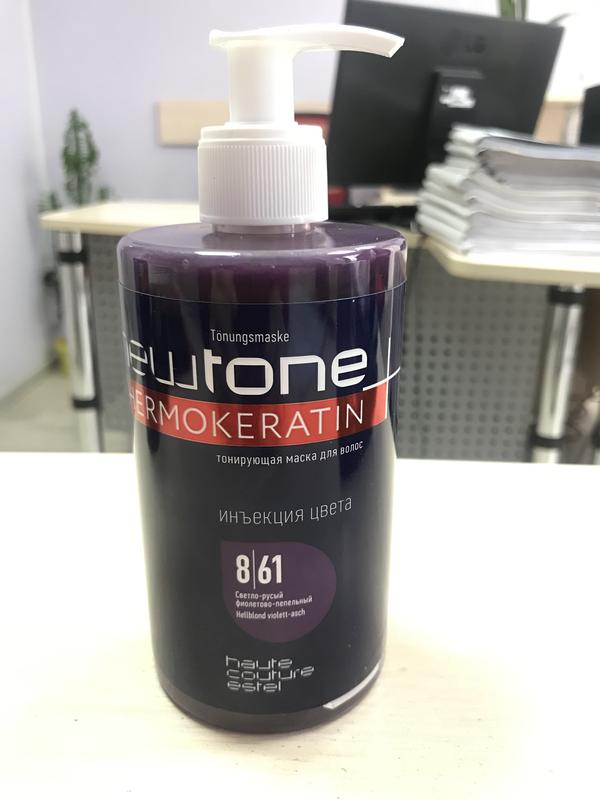 Tönungsmaske
ewtone
ERMOKERATIN
тонирующая маска для волос
инъекция цвета
8|61
Светло-русый
фиолетово-пепельный
Hellblond violett-asch
haute
couture
estel